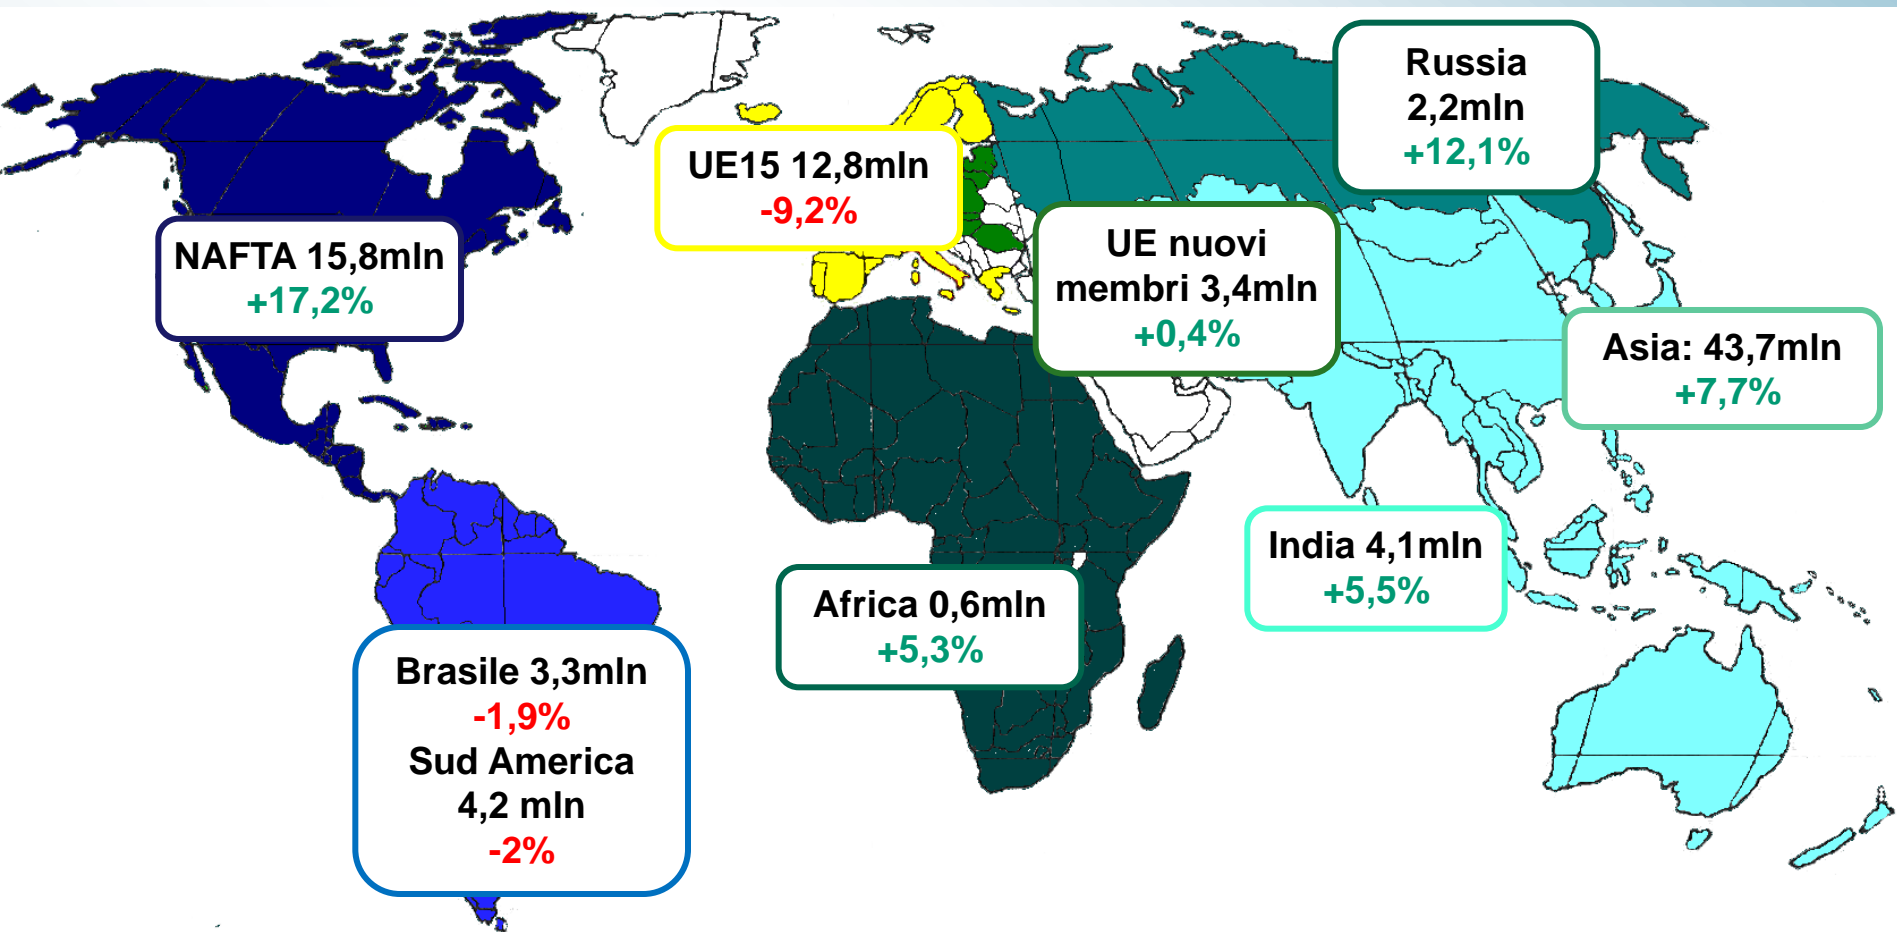 Russia
2,2mln
+12,1%
UE15 12,8mln
-9,2%
NAFTA 15,8mln
+17,2%
UE nuovi
membri 3,4mln
+0,4%
Asia: 43,7mln
+7,7%
India 4,1mln
+5,5%
Africa 0,6mln
+5,3%
Brasile 3,3mln
-1,9%
Sud America
4,2 mln
-2%